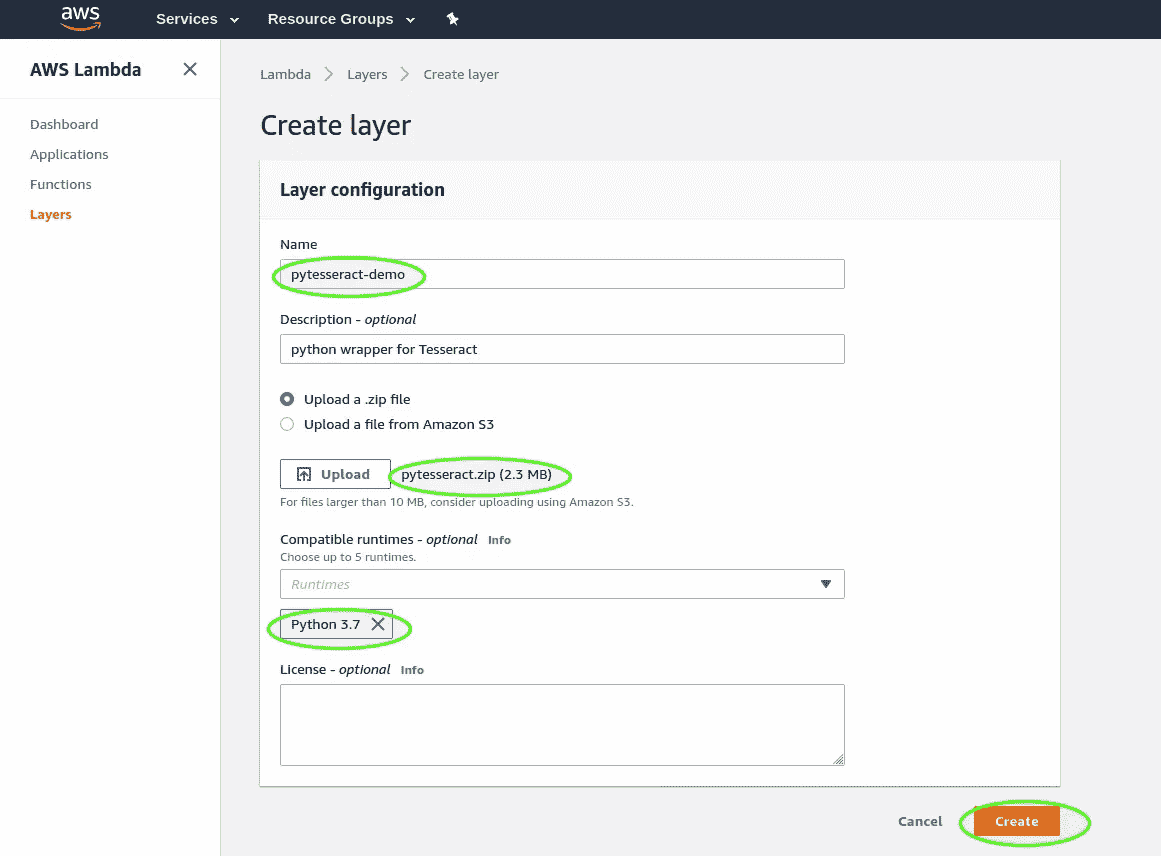 aws Services Resource Groups
AWS Lambda
Dashboard
Applications
Functions
Layers
Lambda Layers Create layer
Create layer
Layer configuration
Name
pytesseract-demo
Description - optional
python wrapper for Tesseract
Upload a .zip file
Upload a file from Amazon S3
Upload pytesseract.zip (2.3 MB)
For files larger than 10 MB, consider uploading using Amazon S3.
Compatible runtimes - optional Info
Choose up to 5 runtimes.
Runtimes
Python 3.7
License - optional Info
Cancel Create